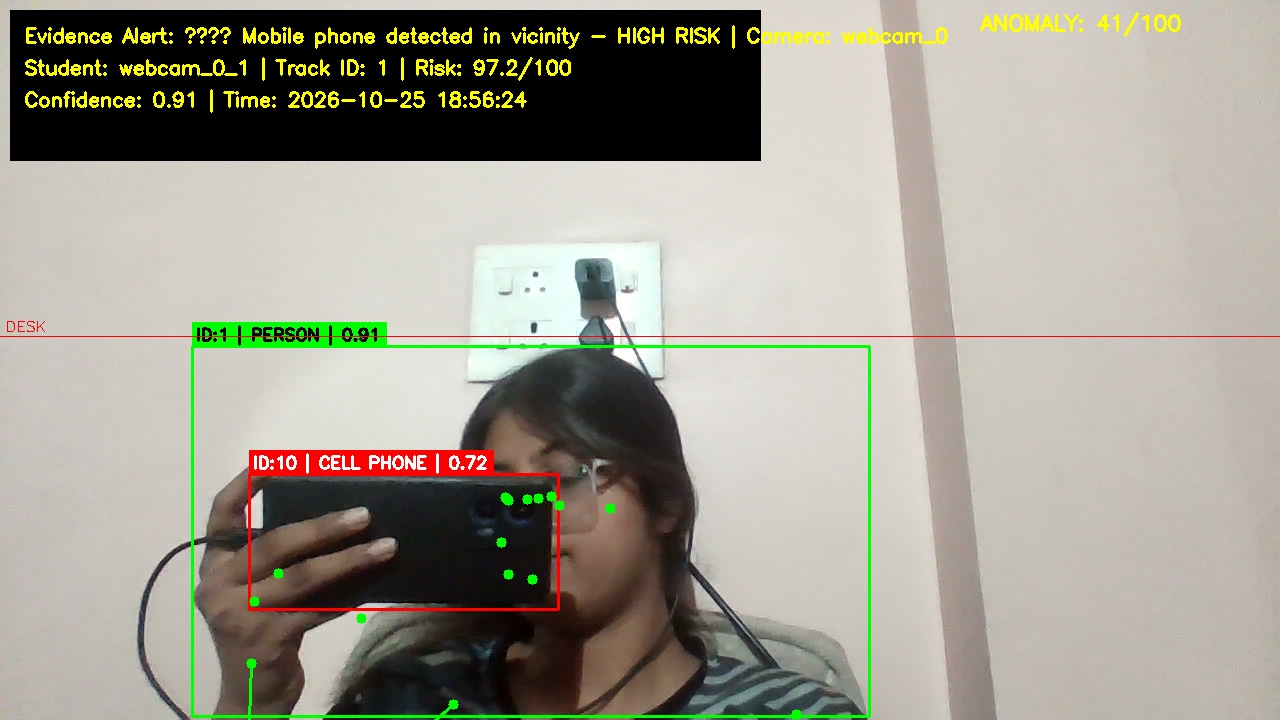 Evidence Alert: ???? Mobile phone detected in vicinity - HIGH RISK | Camera: webcam_0
ANOMALY: 41/100
Student: webcam_0_1 | Track ID: 1 | Risk: 97.2/100
Confidence: 0.91 | Time: 2026-10-25 18:56:24
DESK
ID:1 | PERSON | 0.91
ID:10 | CELL PHONE | 0.72